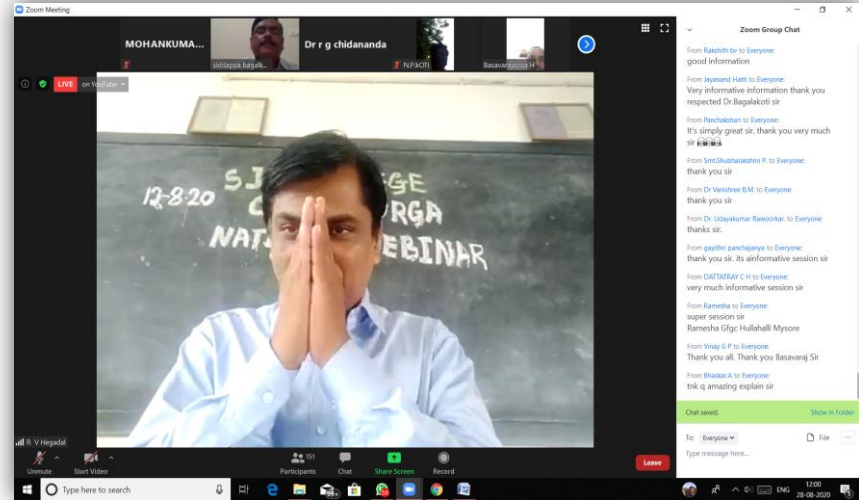 Zoom Meeting
MOHANKUMA...
siddappa bagalk...
Dr r g chidananda
N.P.KOTI
Basavarajappa H
LIVE on YouTube
12-8-20
GE
RGA
NAT
EBINAR
R V Hegadal
Unmute
Start Video
151
Participants
Chat
Share Screen
Record
Leave
Zoom Group Chat
From Rakshith bv to Everyone:
good information
From Jayanand Hatti to Everyone:
Very informative information thank you
respected Dr.Bagalakoti sir
From Panchakshari to Everyone:
It's simply great sir, thank you very much
sir
From Smt.Shubhalakshmi P. to Everyone:
thank you sir
From Dr Vanishree B.M. to Everyone:
thank you sir
From Dr. Udayakumar Rawoorkar. to Everyone:
thanks sir.
From gayithri panchajanya to Everyone:
thank you sir. its ainformative session sir
From DATTATRAY C H to Everyone:
very much informative session sir
From Ramesha to Everyone:
super session sir
Ramesha Gfgc Hullahalli Mysore
From Vinay G P to Everyone:
Thank you all. Thank you Basavaraj Sir
From Bhaskar.A to Everyone:
tnk q amazing explain sir
Chat saved.
Show in Folder
To: Everyone
File
Type message here...
Type here to search
99+
ENG
12:00
28-08-2020